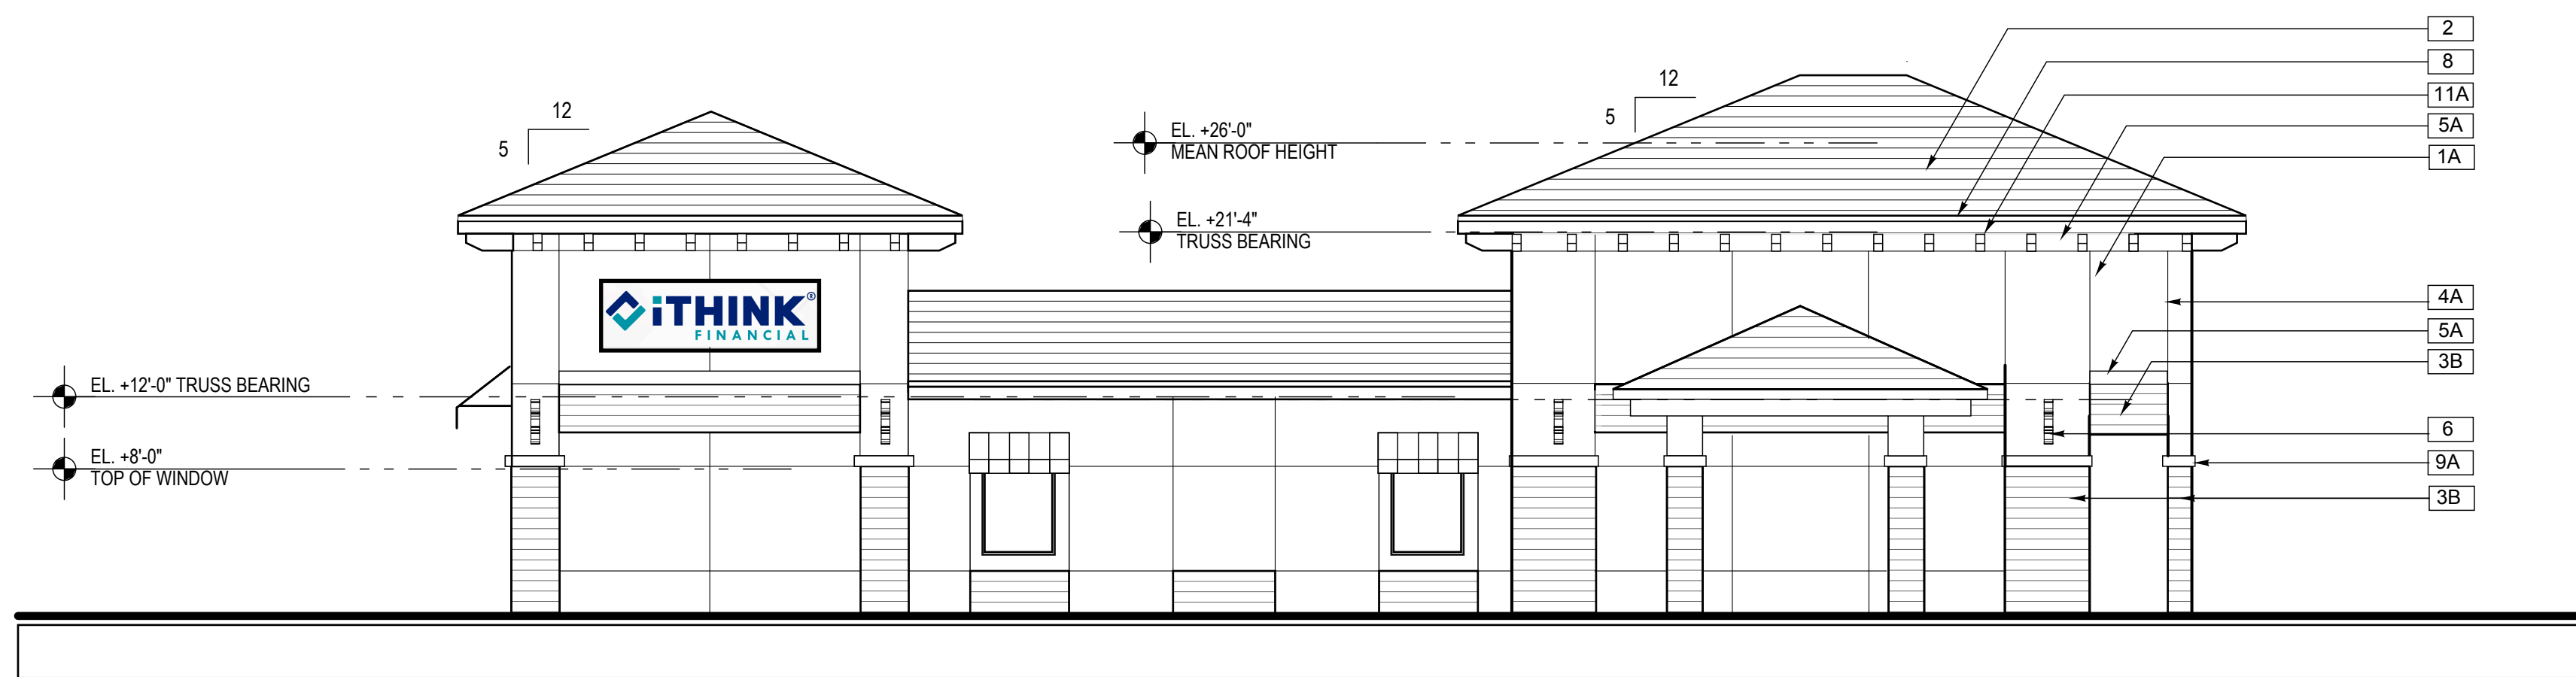 2
8
11A
5A
1A
12
5
12
5
EL. +26'-0"
MEAN ROOF HEIGHT
EL. +21'-4"
TRUSS BEARING
iTHINK®
FINANCIAL
4A
5A
3B
EL. +12'-0" TRUSS BEARING
6
EL. +8'-0"
TOP OF WINDOW
9A
3B